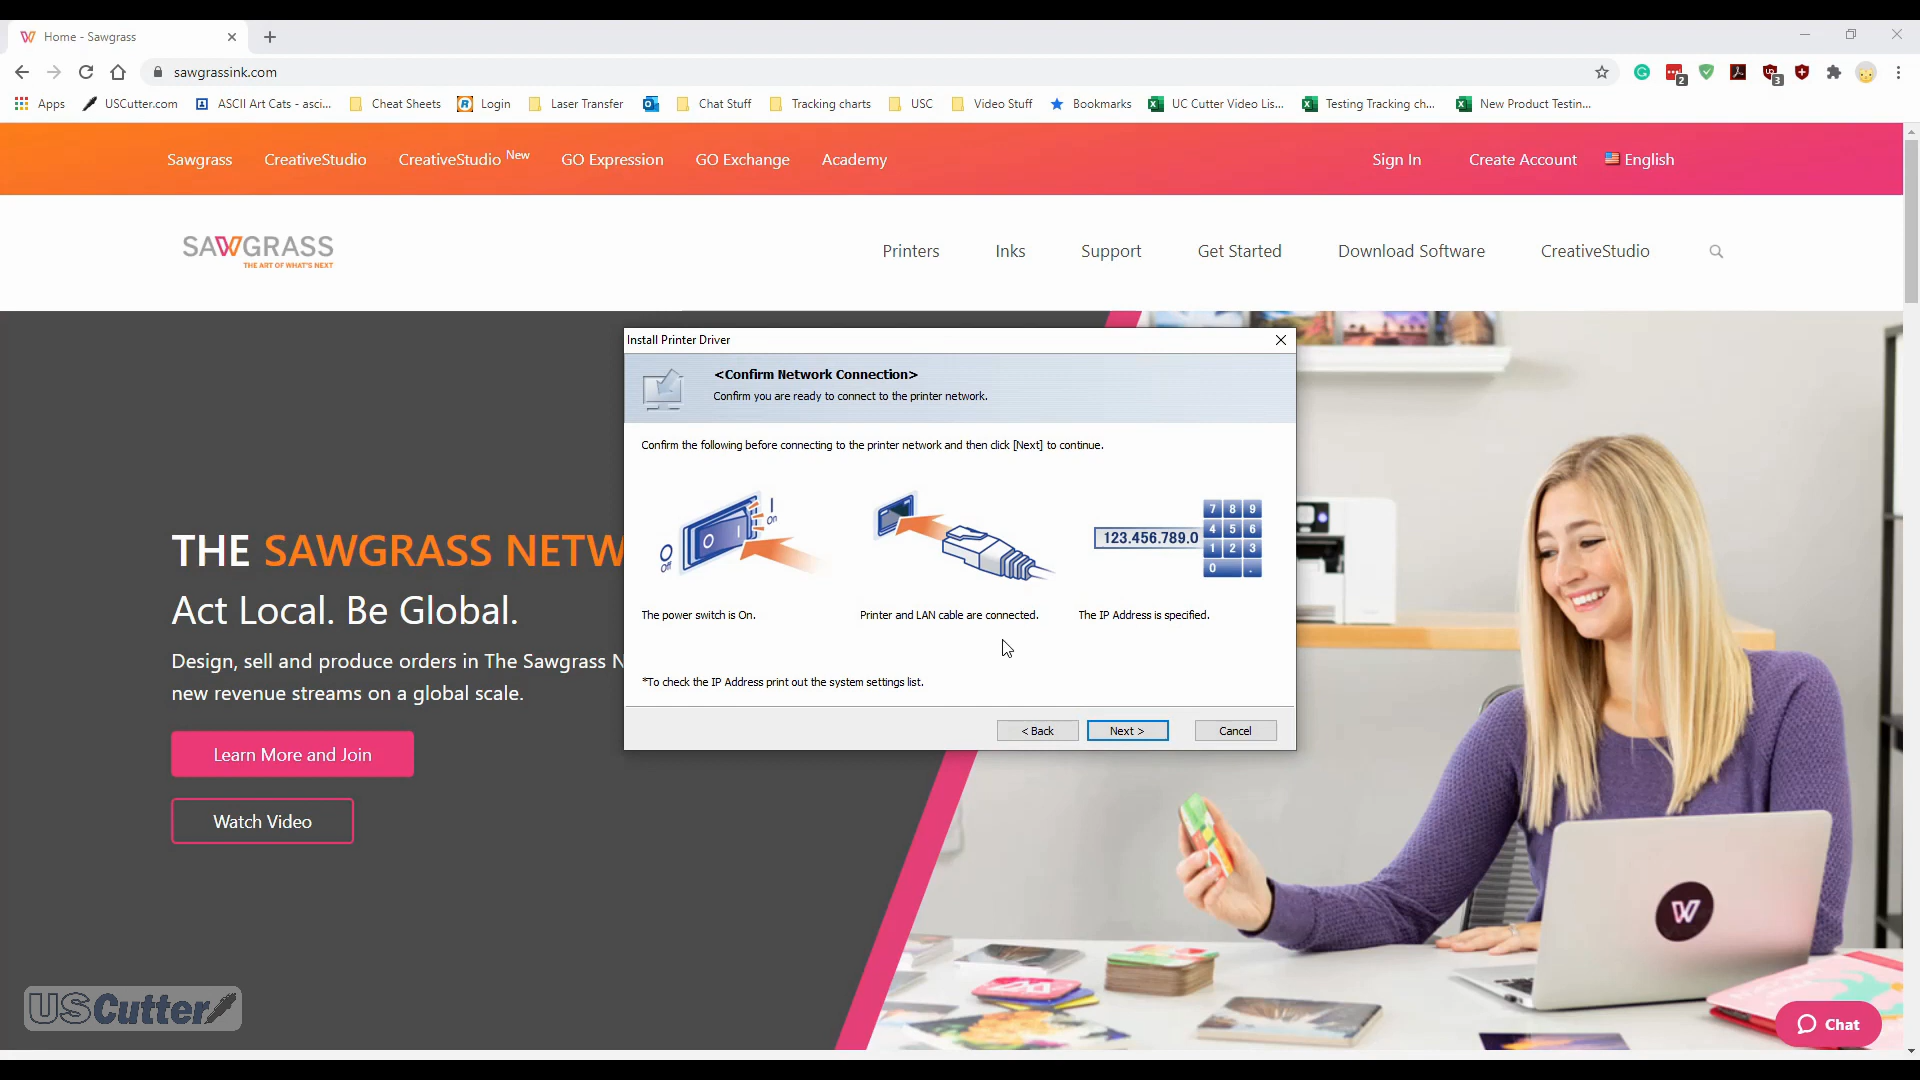 Home - Sawgrass
sawgrassink.com
2
3
Apps
USCutter.com
ASCII Art Cats - asci...
Cheat Sheets
Login
Laser Transfer
Chat Stuff
Tracking charts
USC
Video Stuff
Bookmarks
UC Cutter Video Lis...
Testing Tracking ch...
New Product Testin...
Sawgrass
CreativeStudio
CreativeStudio New
GO Expression
GO Exchange
Academy
Sign In
Create Account
English
SAWGRASS
THE ART OF WHAT'S NEXT
Printers
Inks
Support
Get Started
Download Software
CreativeStudio
THE SAWGRASS NETW
Act Local. Be Global.
Design, sell and produce orders in The Sawgrass N
new revenue streams on a global scale.
Learn More and Join
Watch Video
Install Printer Driver
<Confirm Network Connection>
Confirm you are ready to connect to the printer network.
Confirm the following before connecting to the printer network and then click [Next] to continue.
On
Off
123.456.789.0
7 8 9
4 5 6
1 2 3
0 .
The power switch is On.
Printer and LAN cable are connected.
The IP Address is specified.
*To check the IP Address print out the system settings list.
< Back
Next >
Cancel
USCutter
Chat